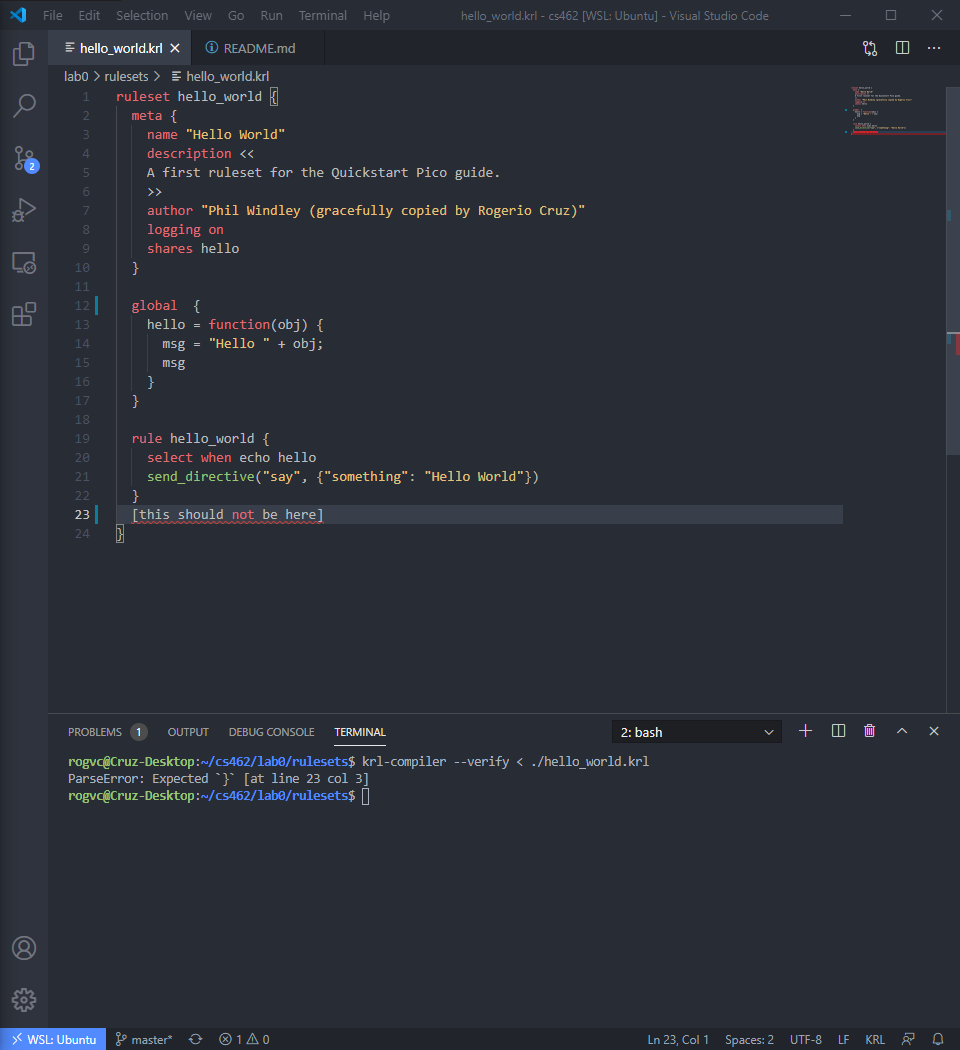 File Edit Selection View Go Run Terminal Help hello_world.krl - cs462 [WSL: Ubuntu] - Visual Studio Code
hello_world.krl README.md
lab0 > rulesets > hello_world.krl
1 ruleset hello_world {
2 meta {
3 name "Hello World"
4 description <<
5 A first ruleset for the Quickstart Pico guide.
6 >>
7 author "Phil Windley (gracefully copied by Rogerio Cruz)"
8 logging on
9 shares hello
10 }
11
12 global  {
13 hello = function(obj) {
14 msg = "Hello " + obj;
15 msg
16 }
17 }
18
19 rule hello_world {
20 select when echo hello
21 send_directive("say", {"something": "Hello World"})
22 }
23 [this should not be here]
24 }
2
PROBLEMS 1 OUTPUT DEBUG CONSOLE TERMINAL 2: bash
rogvc@Cruz-Desktop:~/cs462/lab0/rulesets$ krl-compiler --verify < ./hello_world.krl
ParseError: Expected `}` [at line 23 col 3]
rogvc@Cruz-Desktop:~/cs462/lab0/rulesets$
WSL: Ubuntu master* 1 0 Ln 23, Col 1 Spaces: 2 UTF-8 LF KRL